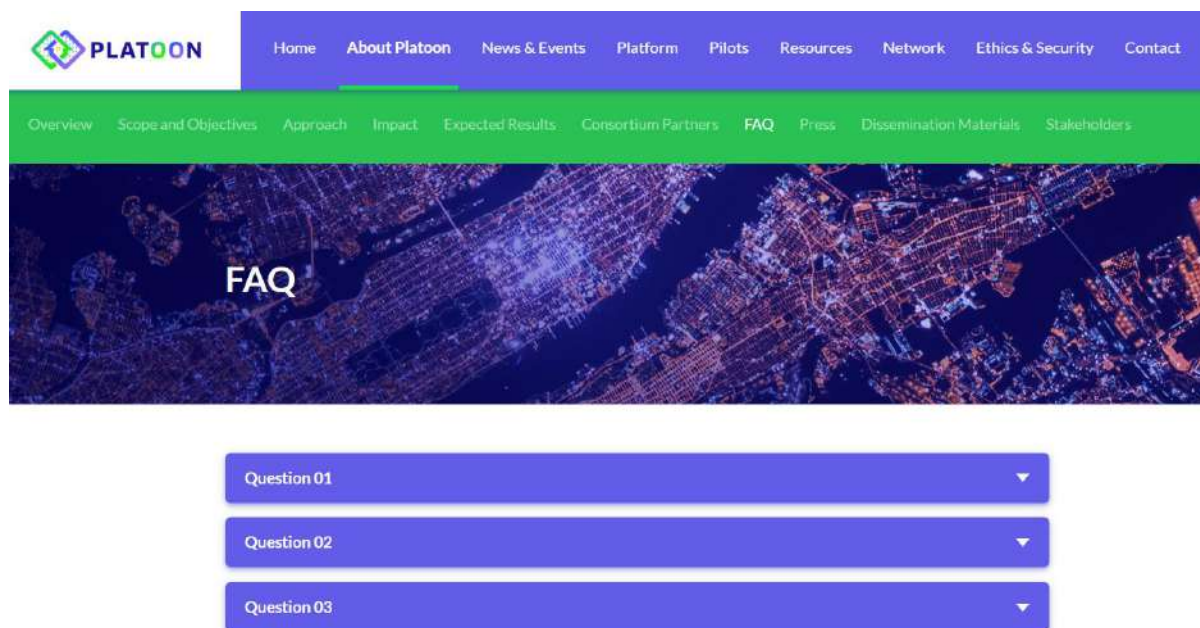 PLATOON
Home About Platoon News & Events Platform Pilots Resources Network Ethics & Security Contact
Overview Scope and Objectives Approach Impact Expected Results Consortium Partners FAQ Press Dissemination Materials Stakeholders
FAQ
Question 01
Question 02
Question 03